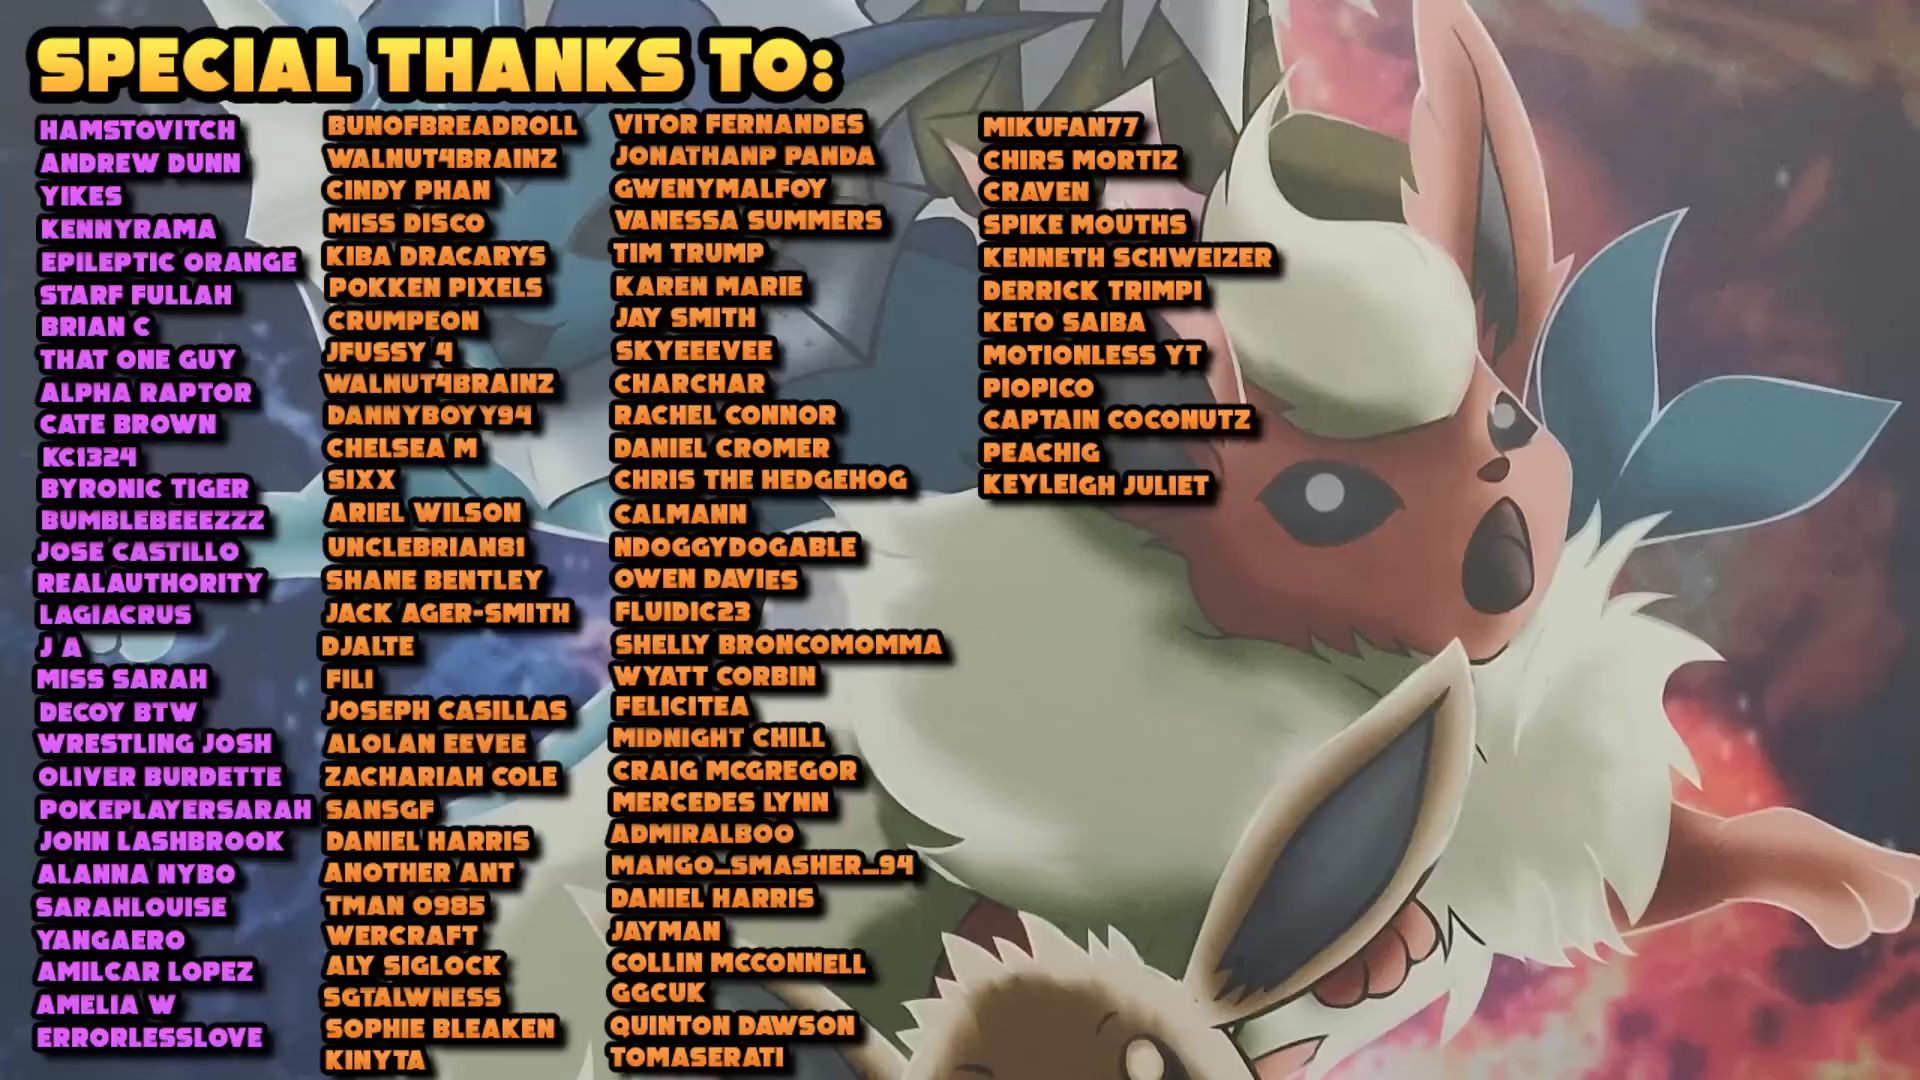 SPECIAL THANKS TO:
HAMSTOVITCH
ANDREW DUNN
YIKES
KENNYRAMA
EPILEPTIC ORANGE
STARF FULLAH
BRIAN C
THAT ONE GUY
ALPHA RAPTOR
CATE BROWN
KC1324
BYRONIC TIGER
BUMBLEBEEEZZZ
JOSE CASTILLO
REALAUTHORITY
LAGIACRUS
J A
MISS SARAH
DECOY BTW
WRESTLING JOSH
OLIVER BURDETTE
POKEPLAYERSARAH
JOHN LASHBROOK
ALANNA NYBO
SARAHLOUISE
YANGAERO
AMILCAR LOPEZ
AMELIA W
ERRORLESSLOVE
BUNOFBREADROLL
WALNUT4BRAINZ
CINDY PHAN
MISS DISCO
KIBA DRACARYS
POKKEN PIXELS
CRUMPEON
JFUSSY 4
WALNUT4BRAINZ
DANNYBOYY94
CHELSEA M
SIXX
ARIEL WILSON
UNCLEBRIAN81
SHANE BENTLEY
JACK AGER-SMITH
DJALTE
FILI
JOSEPH CASILLAS
ALOLAN EEVEE
ZACHARIAH COLE
SANSGF
DANIEL HARRIS
ANOTHER ANT
TMAN 0985
WERCRAFT
ALY SIGLOCK
SGTALWNESS
SOPHIE BLEAKEN
KINYTA
VITOR FERNANDES
JONATHANP PANDA
GWENYMALFOY
VANESSA SUMMERS
TIM TRUMP
KAREN MARIE
JAY SMITH
SKYEEEVEE
CHARCHAR
RACHEL CONNOR
DANIEL CROMER
CHRIS THE HEDGEHOG
CALMANN
NDOGGYDOGABLE
OWEN DAVIES
FLUIDIC23
SHELLY BRONCOMOMMA
WYATT CORBIN
FELICITEA
MIDNIGHT CHILL
CRAIG MCGREGOR
MERCEDES LYNN
ADMIRALBOO
MANGO_SMASHER_94
DANIEL HARRIS
JAYMAN
COLLIN MCCONNELL
GGCUK
QUINTON DAWSON
TOMASERATI
MIKUFAN77
CHIRS MORTIZ
CRAVEN
SPIKE MOUTHS
KENNETH SCHWEIZER
DERRICK TRIMPI
KETO SAIBA
MOTIONLESS YT
PIOPICO
CAPTAIN COCONUTZ
PEACHIG
KEYLEIGH JULIET